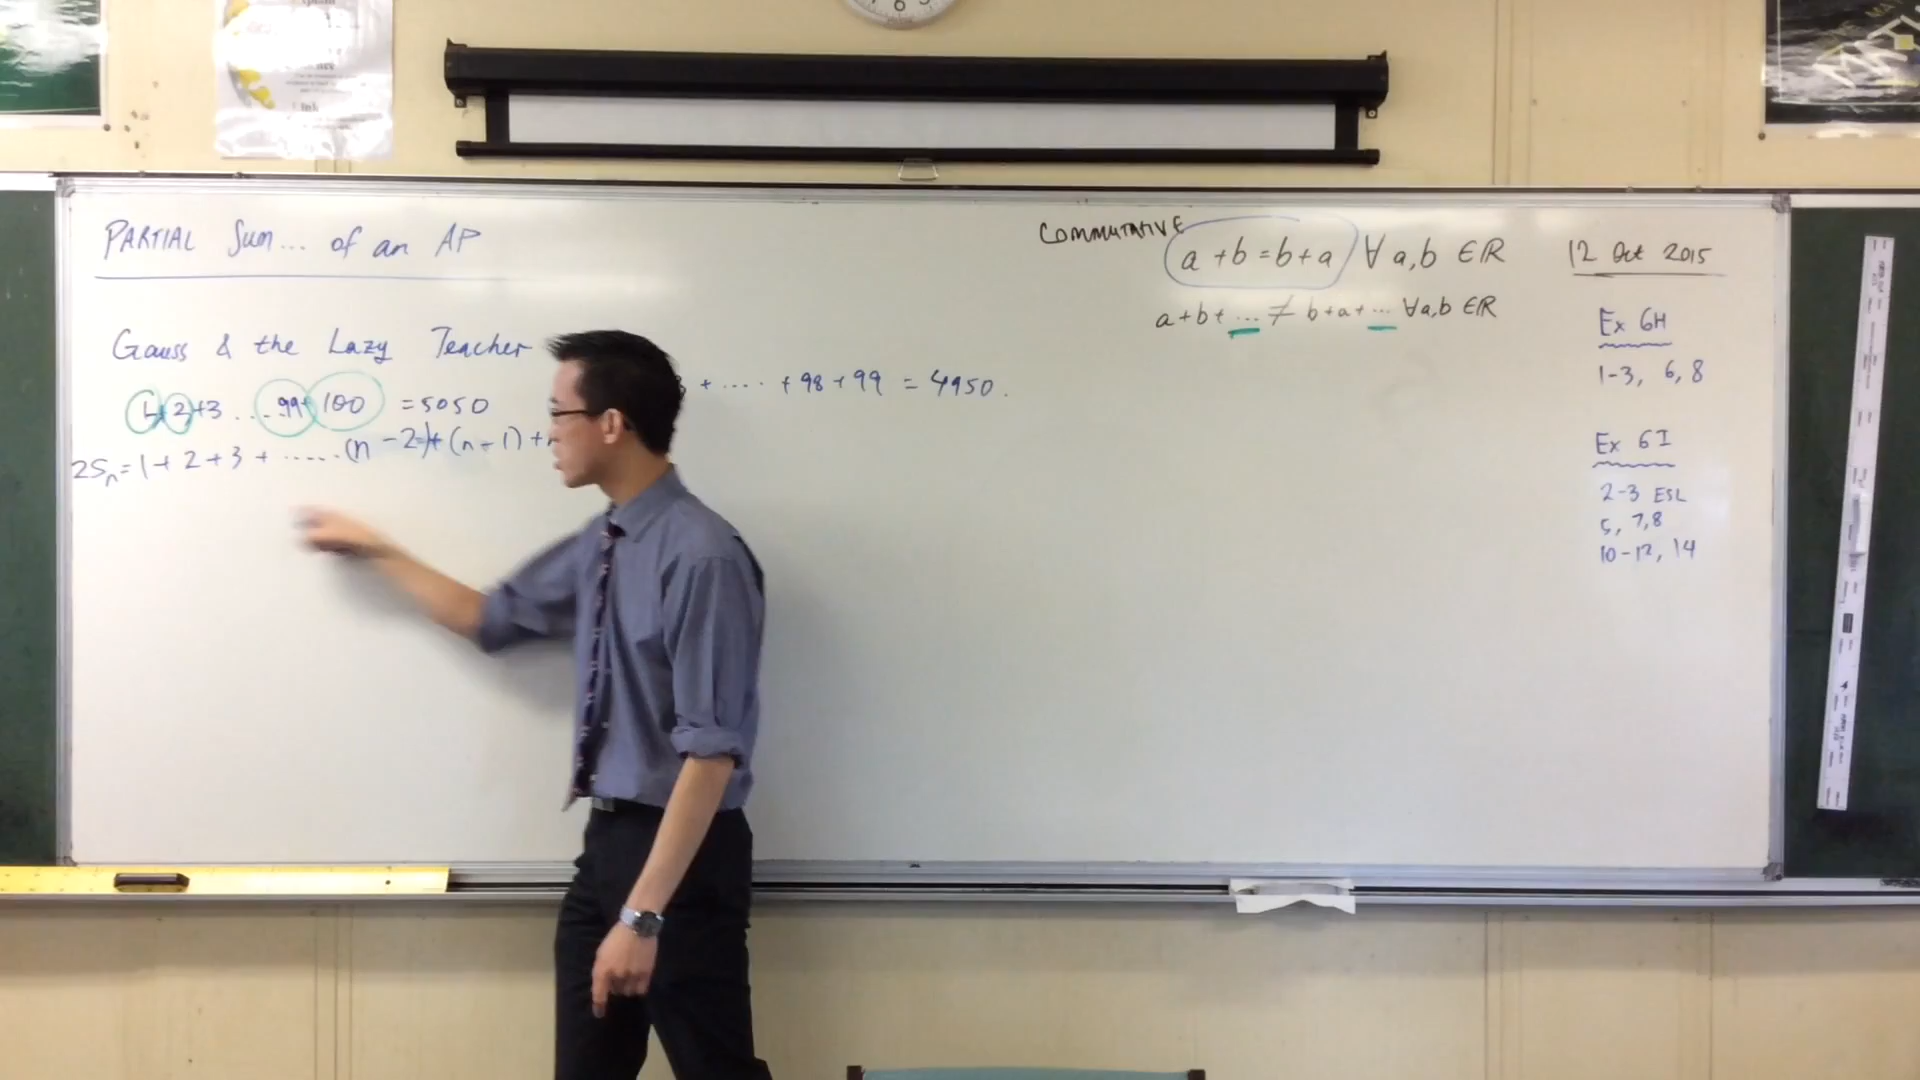 PARTIAL Sum... of an AP
Gauss & the Lazy Teacher
1+2+3 .... 99+100 = 5050
+ .... + 98 + 99 = 4950.
2Sn = 1 + 2 + 3 + ...... (n - 2) + (n - 1) +
COMMUTATIVE
a + b = b + a ∀ a,b ∈ ℝ
a + b + ... ≠ b + a + ... ∀ a,b ∈ ℝ
12 Oct 2015
Ex 6H
1-3, 6, 8
Ex 6I
2-3 ESL
5, 7, 8
10-12, 14